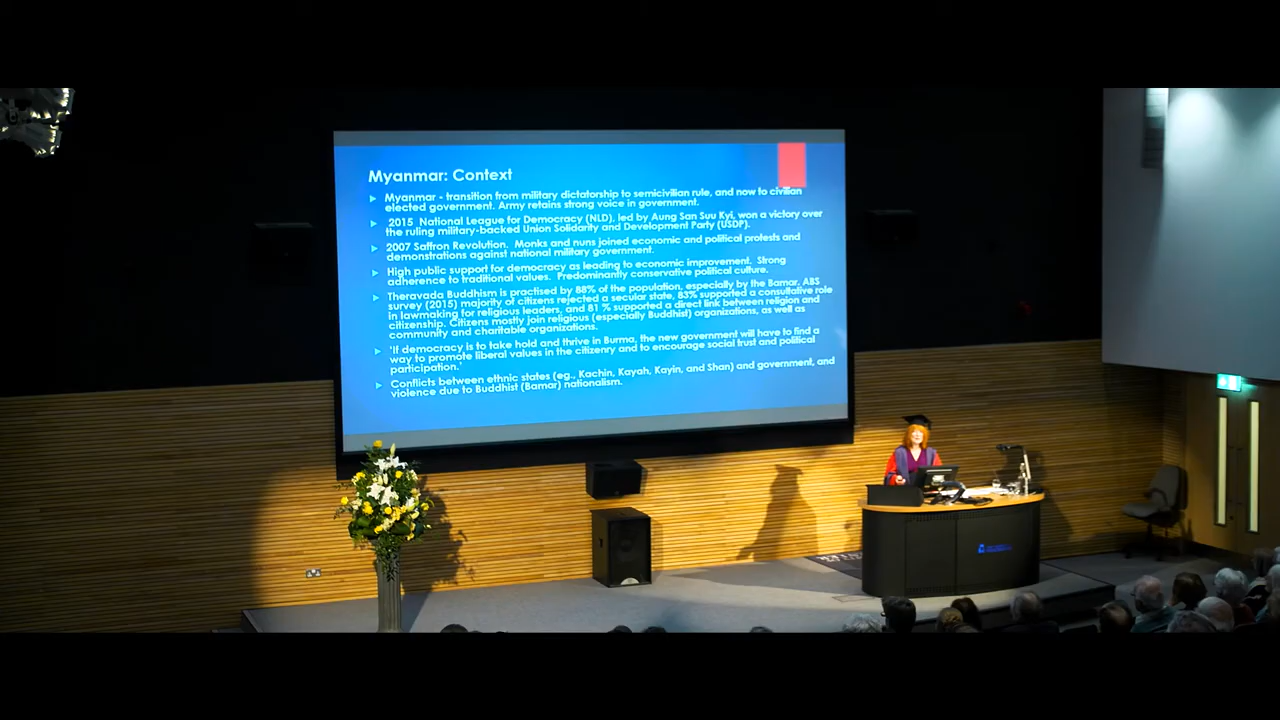 Myanmar: Context
Myanmar - transition from military dictatorship to semicivilian rule, and now to civilian
elected government. Army retains strong voice in government.
2015 National League for Democracy (NLD), led by Aung San Suu Kyi, won a victory over
the ruling military-backed Union Solidarity and Development Party (USDP).
2007 Saffron Revolution. Monks and nuns joined economic and political protests and
demonstrations against national military government.
High public support for democracy as leading to economic improvement. Strong
adherence to traditional values. Predominantly conservative political culture.
Theravada Buddhism is practised by 88% of the population, especially by the Bamar, ABS
survey (2015) majority of citizens rejected a secular state, 83% supported a consultative role
in lawmaking for religious leaders, and 81 % supported a direct link between religion and
citizenship. Citizens mostly join religious (especially Buddhist) organizations, as well as
community and charitable organizations.
'If democracy is to take hold and thrive in Burma, the new government will have to find a
way to promote liberal values in the citizenry and to encourage social trust and political
participation.'
Conflicts between ethnic states (eg., Kachin, Kayah, Kayin, and Shan) and government, and
violence due to Buddhist (Bamar) nationalism.